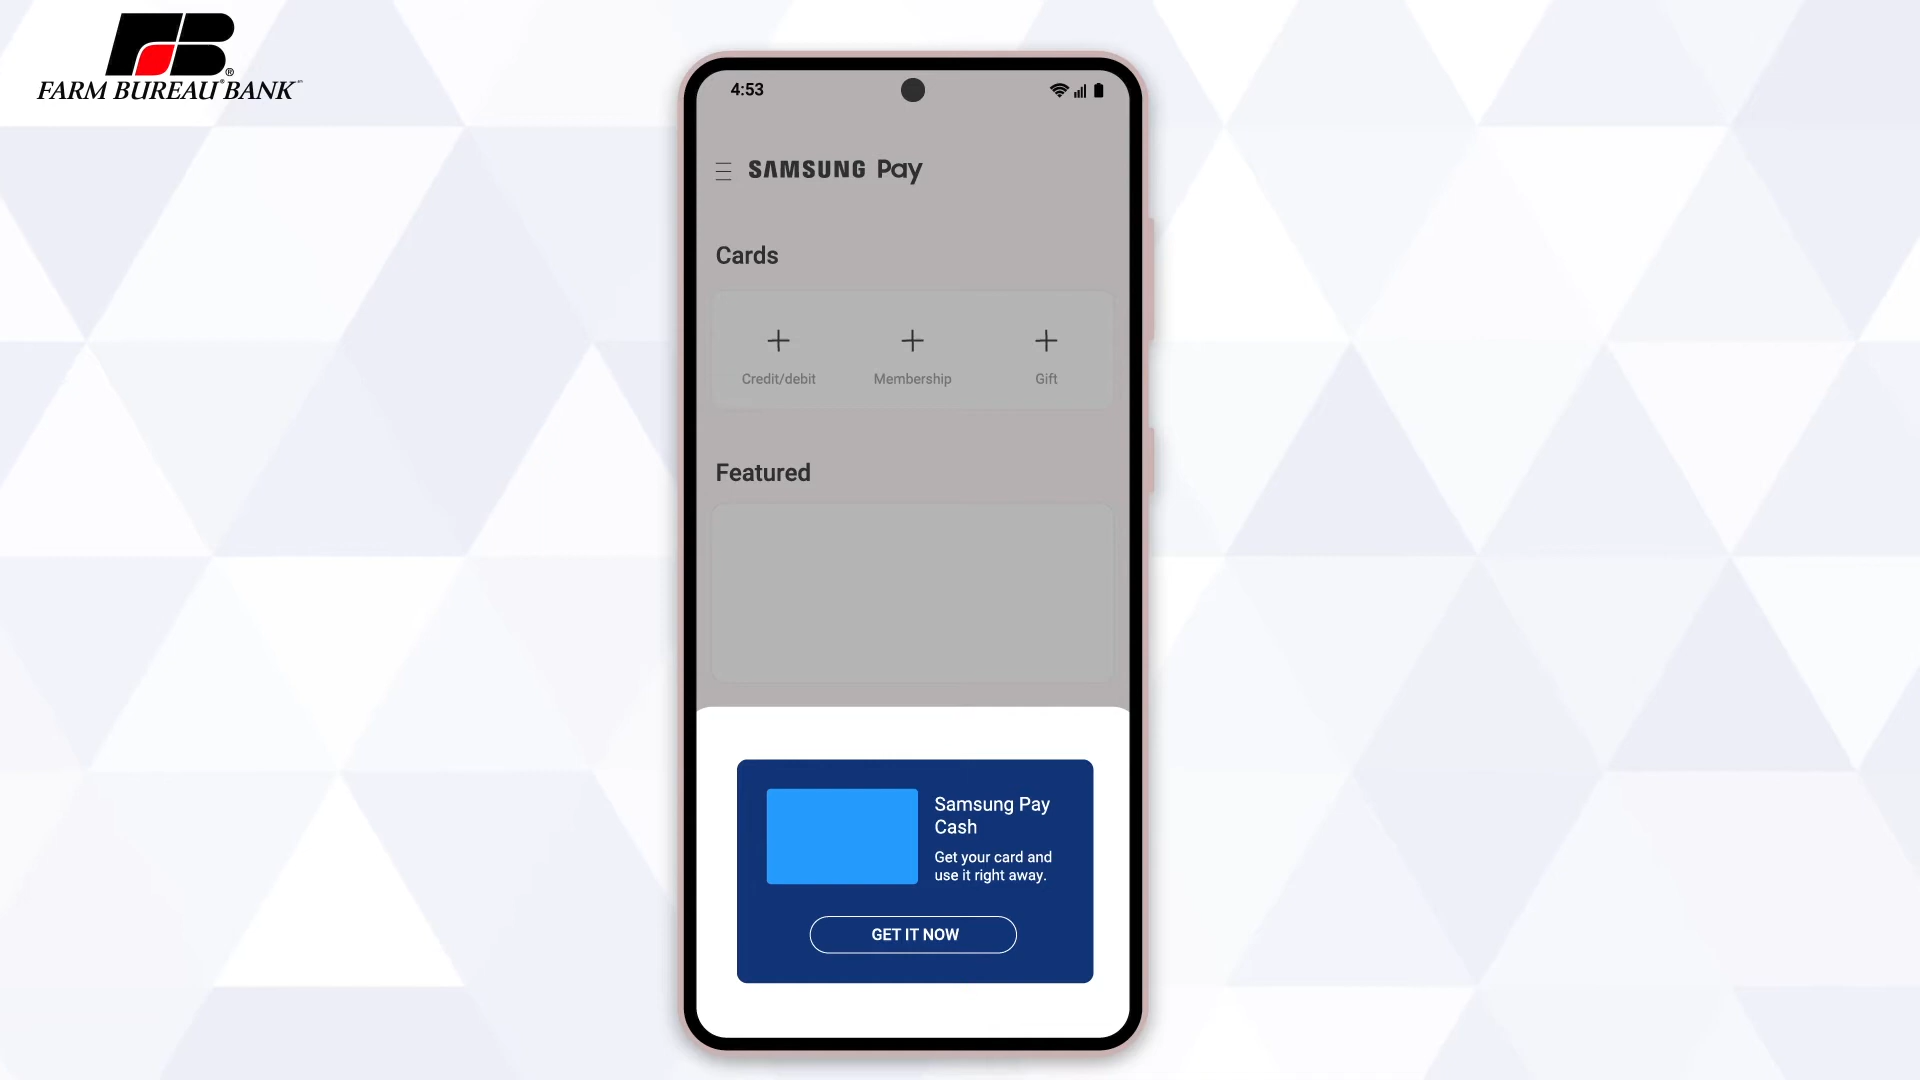 FARM BUREAU® BANK
4:53
SAMSUNG Pay
Cards
Credit/debit
Membership
Gift
Featured
Samsung Pay
Cash
Get your card and
use it right away.
GET IT NOW